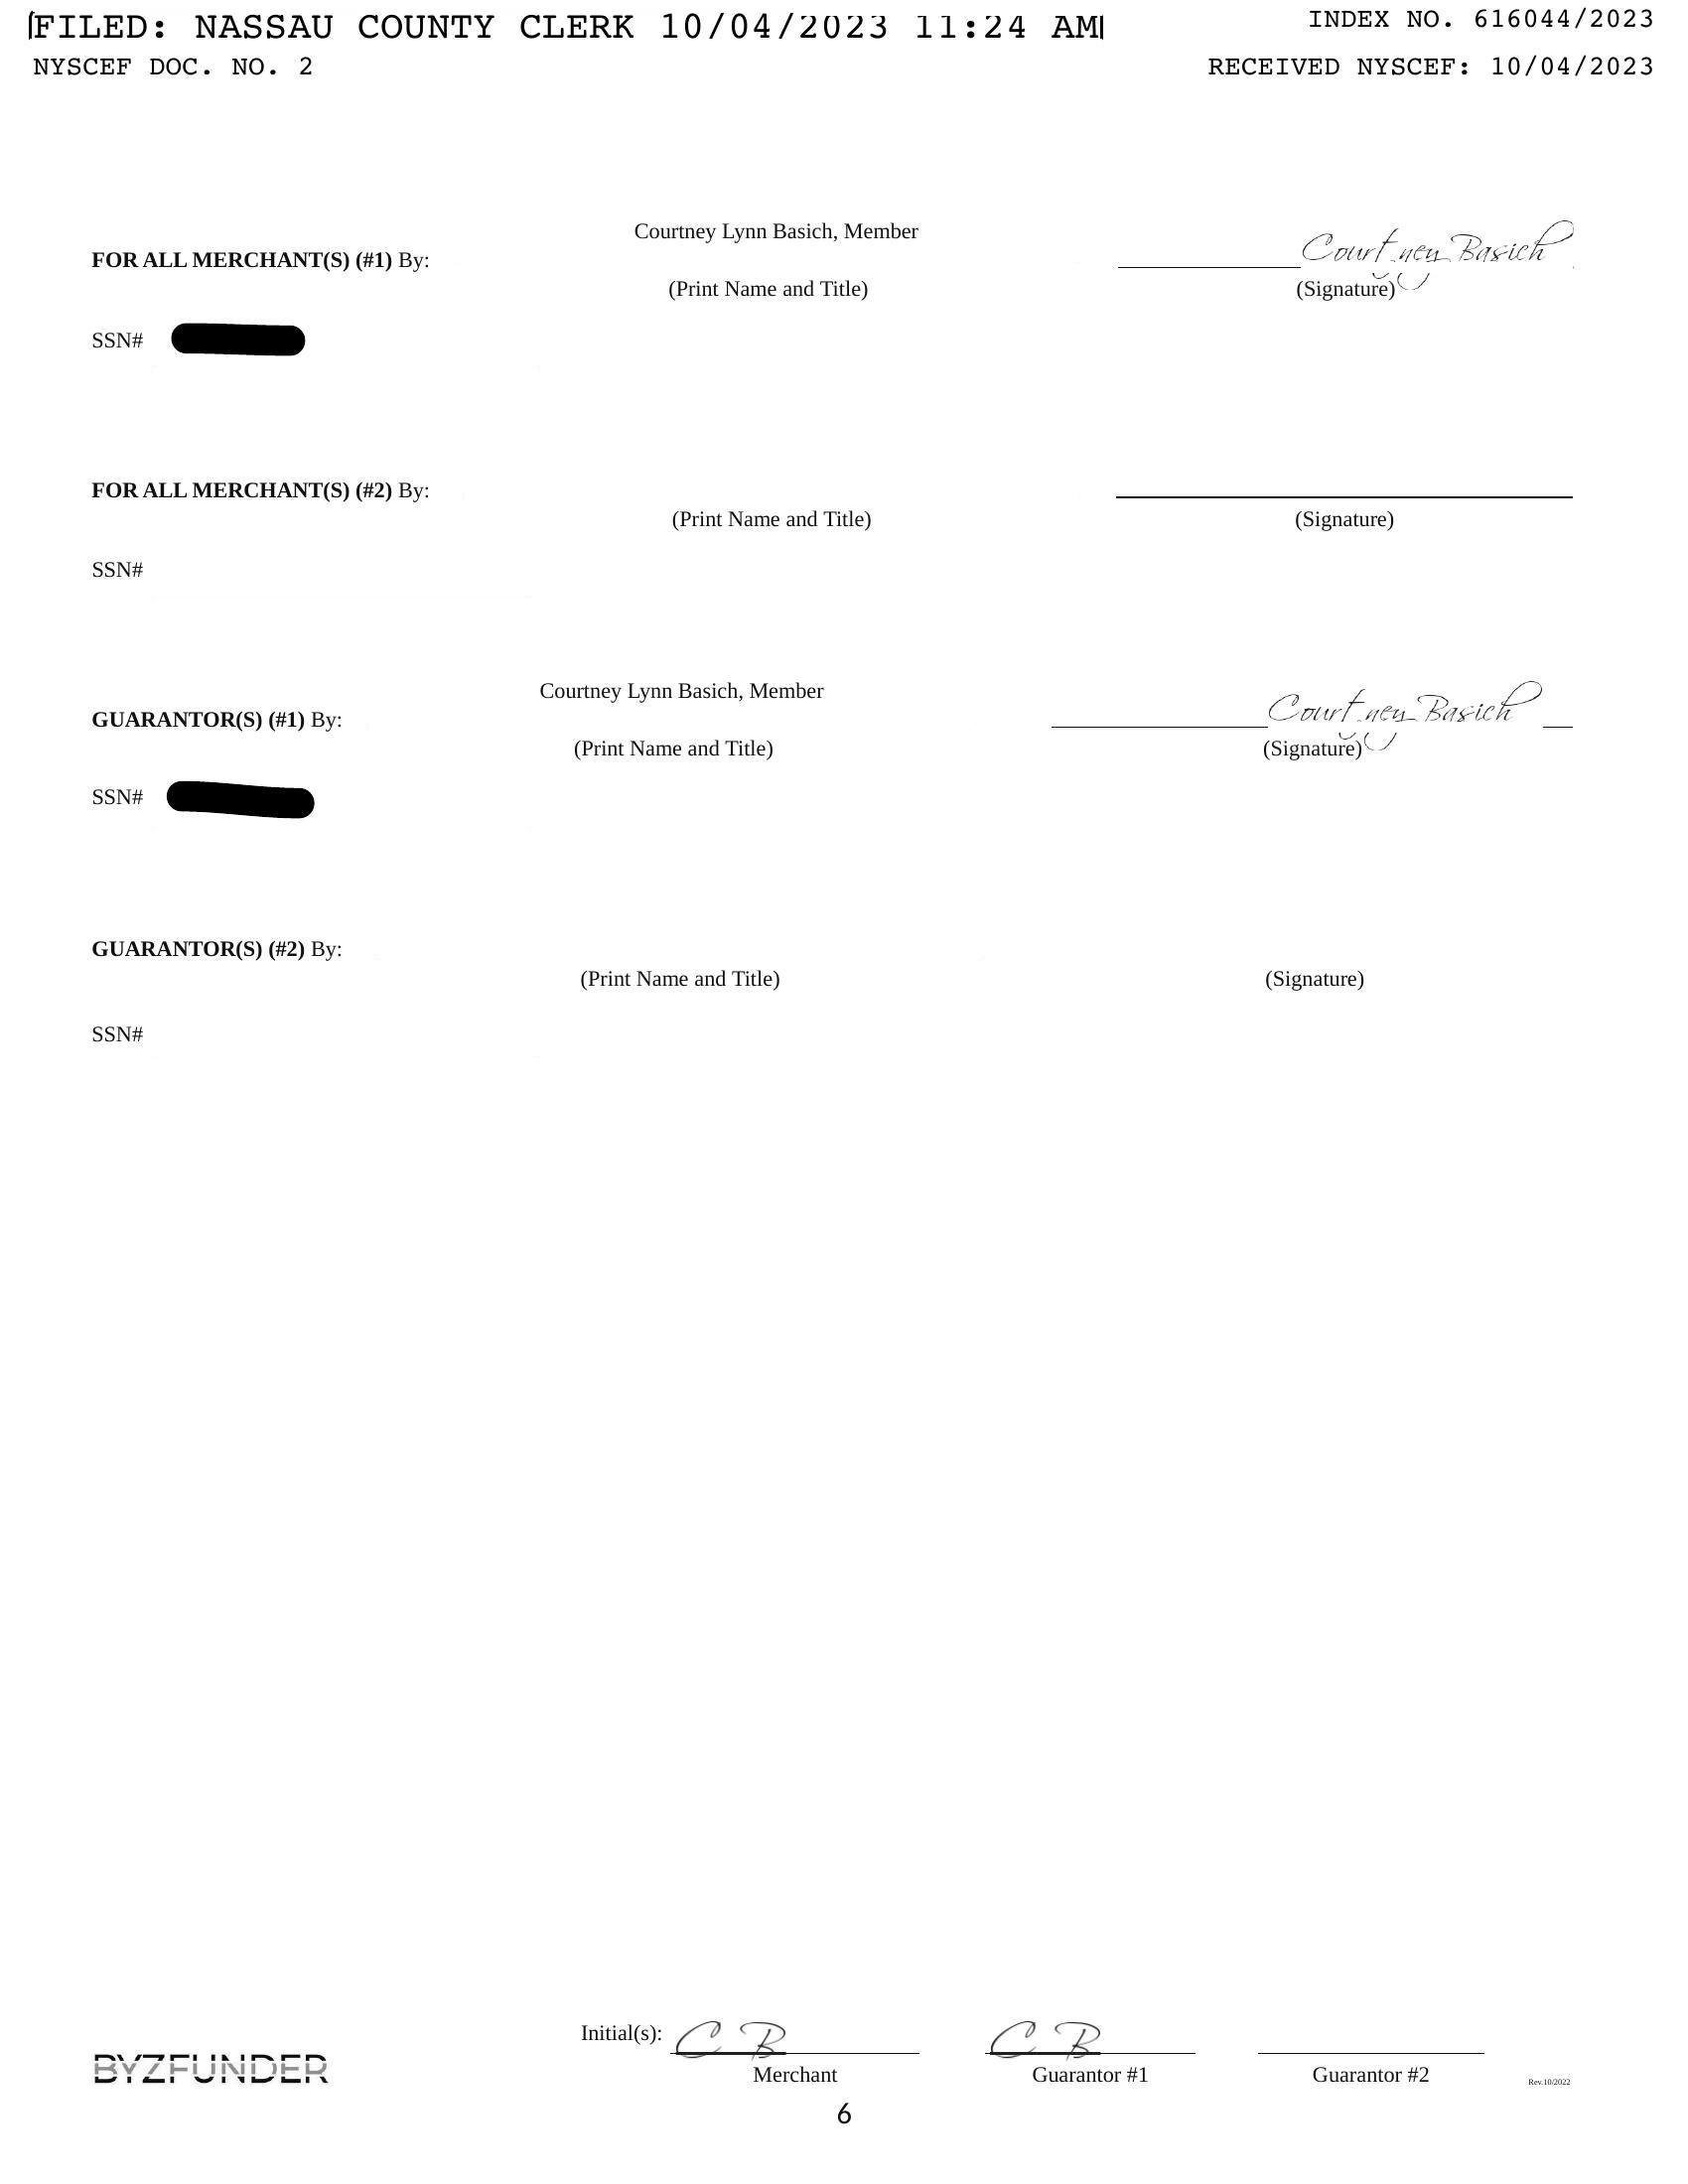 FILED: NASSAU COUNTY CLERK 10/04/2023 11:24 AM
INDEX NO. 616044/2023
NYSCEF DOC. NO. 2
RECEIVED NYSCEF: 10/04/2023
Courtney Lynn Basich, Member
Courtney Basich
FOR ALL MERCHANT(S) (#1) By:
(Print Name and Title)
(Signature)
SSN#
FOR ALL MERCHANT(S) (#2) By:
(Print Name and Title)
(Signature)
SSN#
Courtney Lynn Basich, Member
Courtney Basich
GUARANTOR(S) (#1) By:
(Print Name and Title)
(Signature)
SSN#
GUARANTOR(S) (#2) By:
(Print Name and Title)
(Signature)
SSN#
Initial(s): C B
C B
BYZFUNDER
Merchant
Guarantor #1
Guarantor #2
Rev.10/2022
6